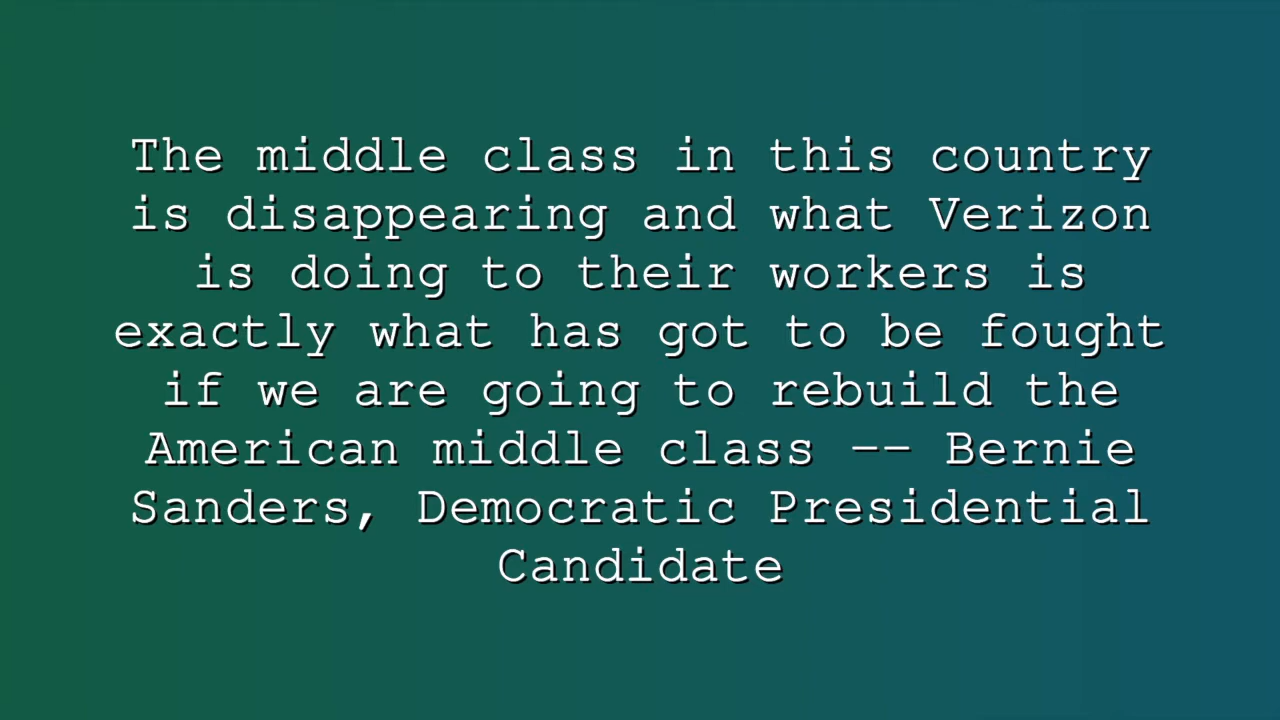 The middle class in this country
is disappearing and what Verizon
is doing to their workers is
exactly what has got to be fought
if we are going to rebuild the
American middle class -- Bernie
Sanders, Democratic Presidential
Candidate